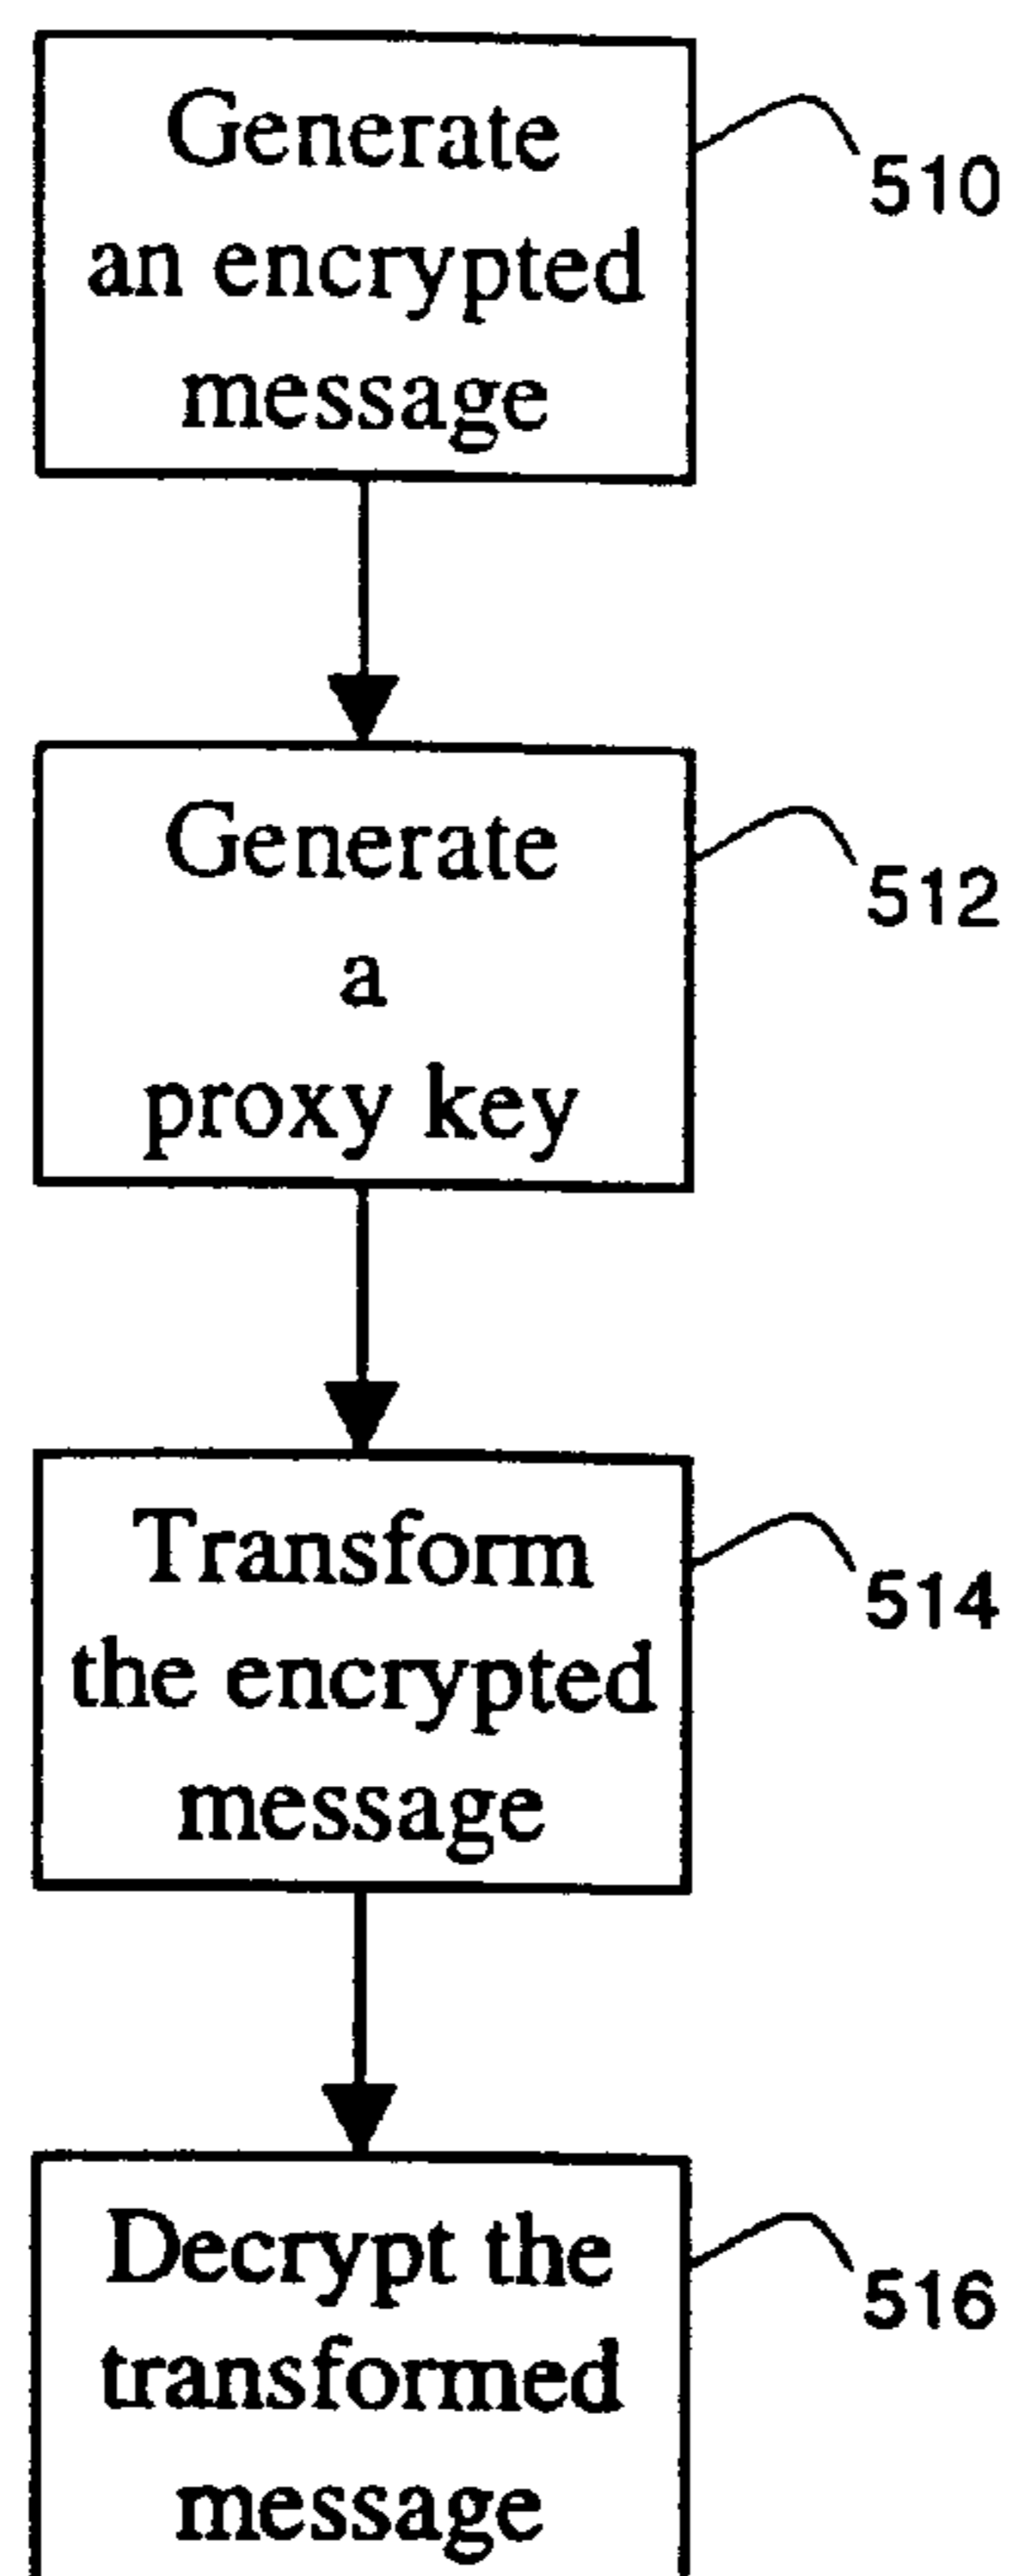 Generate
an encrypted
message
510
Generate
a
proxy key
512
Transform
the encrypted
message
514
Decrypt the
transformed
message
516